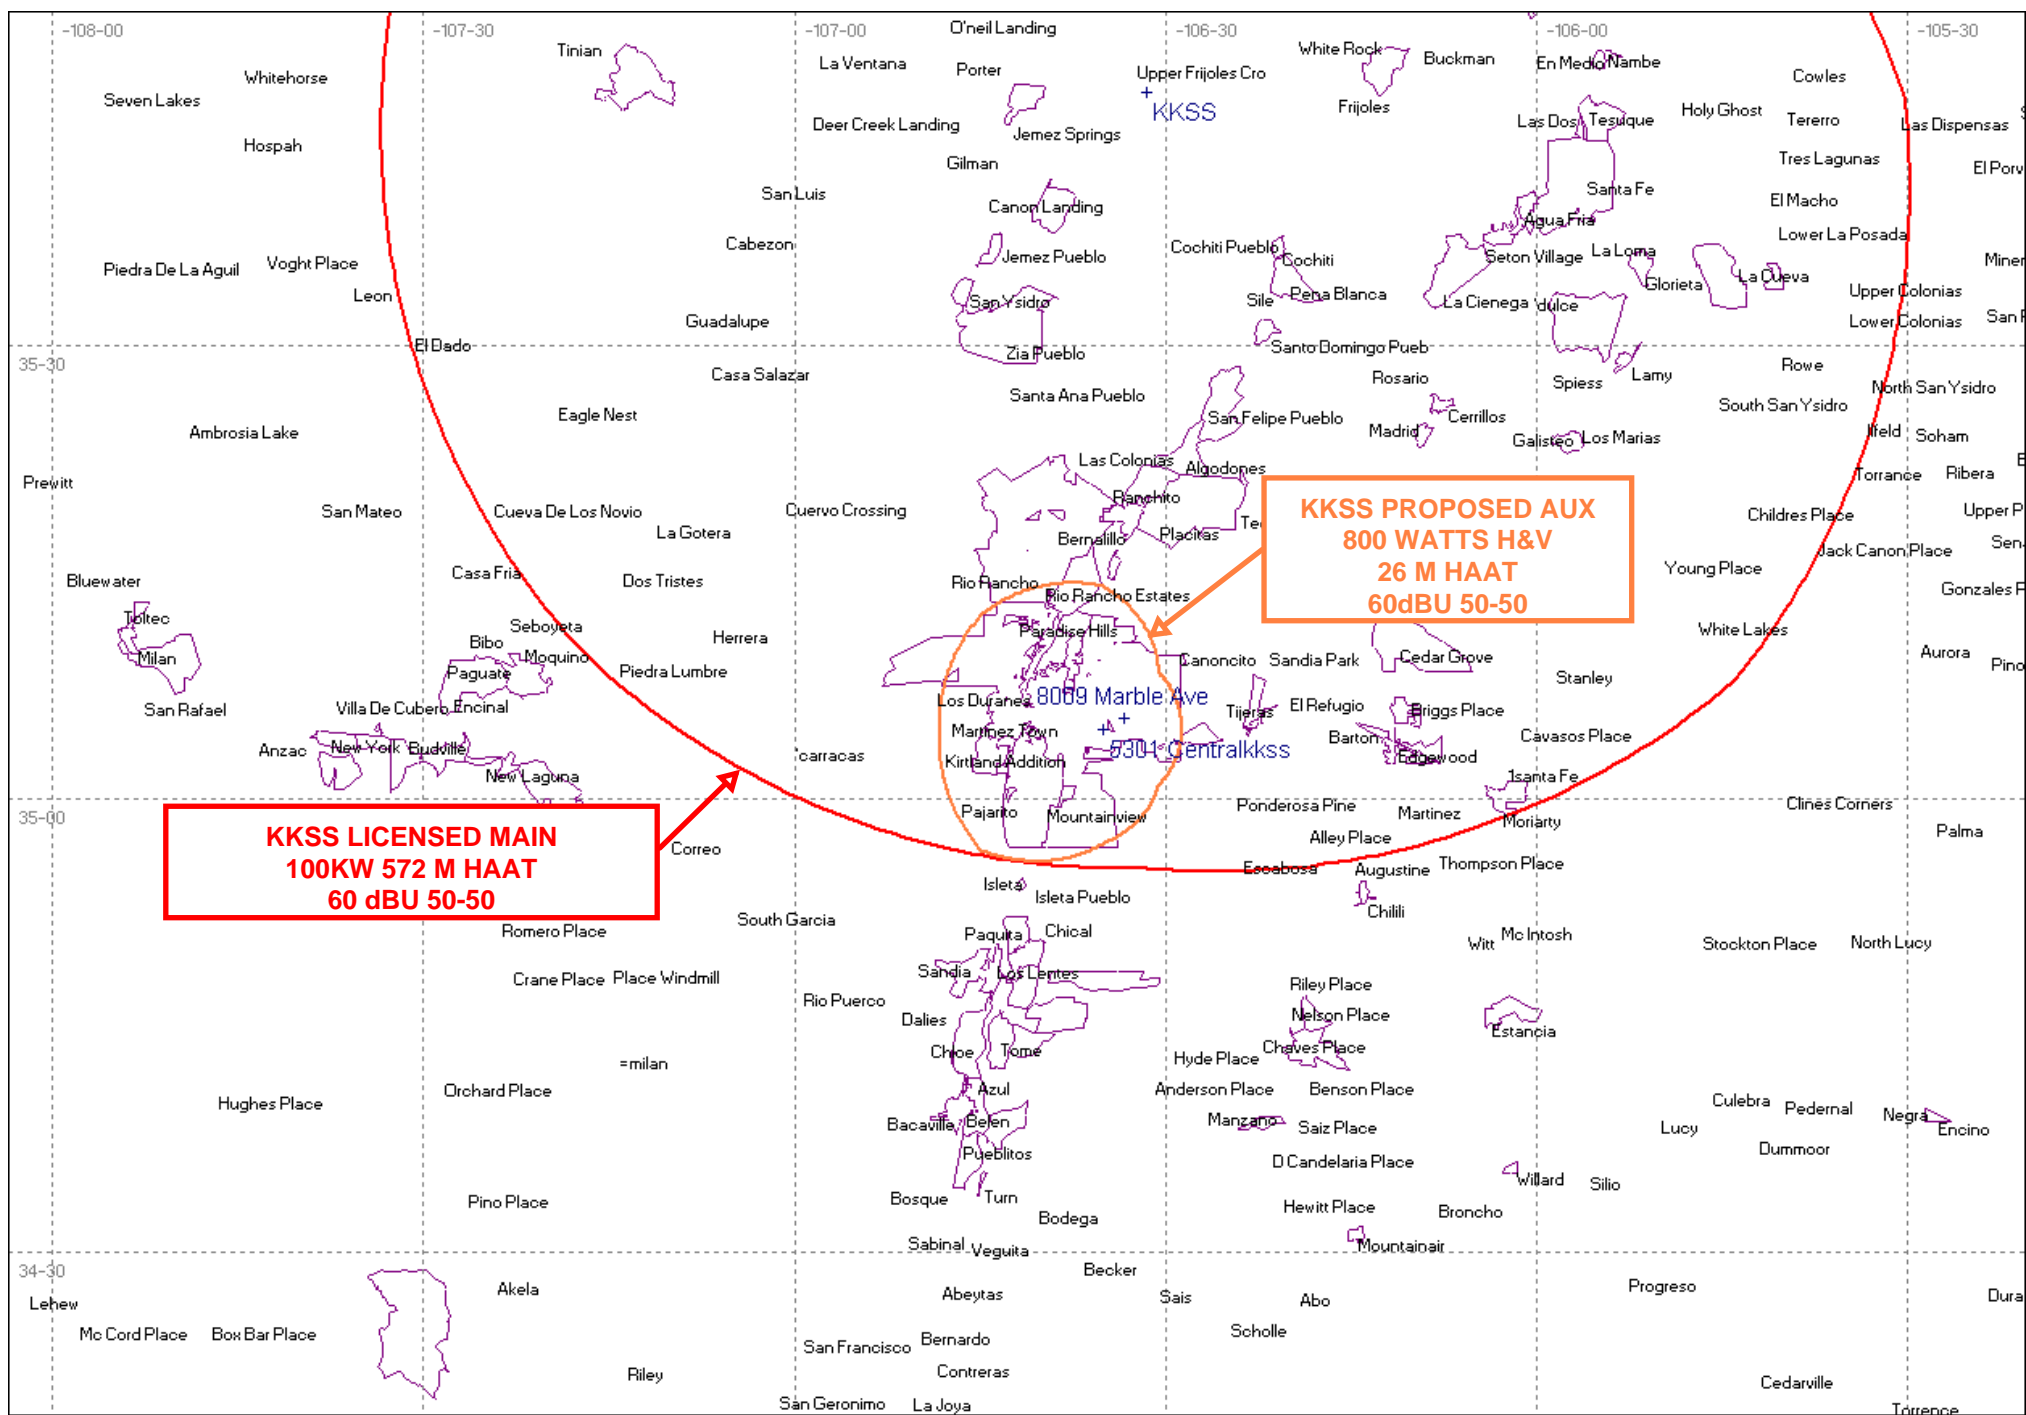 -108-00
-107-30
-107-00
-106-30
-106-00
-105-30
O'neil Landing
Tinian
White Rock
La Ventana
Porter
Upper Frijoles Cro
Buckman
En Medio
Nambe
Whitehorse
Cowles
Seven Lakes
KKSS
Frijoles
Holy Ghost
Las Dos
Tesuque
Tererro
Las Dispensas
Deer Creek Landing
Jemez Springs
Hospah
Gilman
Tres Lagunas
El Porv
San Luis
Santa Fe
Canon Landing
El Macho
Agua Fria
Cabezon
Cochiti Pueblo
Lower La Posada
Piedra De La Aguil
Voght Place
Jemez Pueblo
Cochiti
Seton Village
La Loma
Miner
La Cueva
Leon
San Ysidro
Sile
Pena Blanca
La Cienega
dulce
Glorieta
Upper Colonias
Guadalupe
Lower Colonias
San F
El Dado
Zia Pueblo
Santo Domingo Pueb
35-30
Casa Salazar
Rosario
Spiess
Lamy
Rowe
Santa Ana Pueblo
North San Ysidro
Eagle Nest
San Felipe Pueblo
Cerrillos
South San Ysidro
Ambrosia Lake
Madrid
Galisteo
Los Marias
Ilfeld
Soham
Las Colonias
Algodones
Prewitt
Torrance
Ribera
Ranchito
San Mateo
Cueva De Los Novio
Cuervo Crossing
Childres Place
Upper P
La Gotera
Bernalillo
Placitas
Tec
KKSS PROPOSED AUX
800 WATTS H&V
26 M HAAT
60dBU 50-50
Jack Canon Place
Sen.
Bluewater
Casa Fria
Dos Tristes
Rio Rancho
Rio Rancho Estates
Young Place
Gonzales F
Toltec
Seboyeta
Herrera
Paradise Hills
White Lakes
Bibo
Moquino
Milan
Paguate
Piedra Lumbre
Canoncito
Sandia Park
Cedar Grove
Aurora
Pino
Stanley
San Rafael
Villa De Cubero
Encinal
Los Duranes
8009 Marble Ave
Tijeras
El Refugio
Briggs Place
Anzac
New York
Budville
Martinez Town
5301 Centralkkss
Barton
Cavasos Place
'carracas
Kirtland Addition
Edgewood
New Laguna
1santa Fe
35-00
Pajarito
Mountainview
Ponderosa Pine
Martinez
Moriarty
Clines Corners
Palma
KKSS LICENSED MAIN
100KW 572 M HAAT
60 dBU 50-50
Correo
Alley Place
Escabosa
Augustine
Thompson Place
Isleta
Isleta Pueblo
Chilili
South Garcia
Romero Place
Paquita
Chical
Witt
Mc Intosh
Stockton Place
North Lucy
Crane Place
Place Windmill
Sandia
Los Lentes
Riley Place
Rio Puerco
Dalies
Nelson Place
Estancia
Chloe
Tome
Chaves Place
=milan
Hyde Place
Orchard Place
Azul
Anderson Place
Benson Place
Hughes Place
Culebra
Pedernal
Negra
Bacaville
Belen
Manzano
Saiz Place
Lucy
Encino
Pueblitos
D Candelaria Place
Dummoor
Willard
Silio
Pino Place
Bosque
Turn
Hewitt Place
Broncho
Bodega
Sabinal
Veguita
Mountainair
34-30
Becker
Akela
Abeytas
Sais
Abo
Progreso
Lehew
Dura
Mc Cord Place
Box Bar Place
Bernardo
Scholle
San Francisco
Riley
Contreras
Cedarville
San Geronimo
La Joya
Torrence